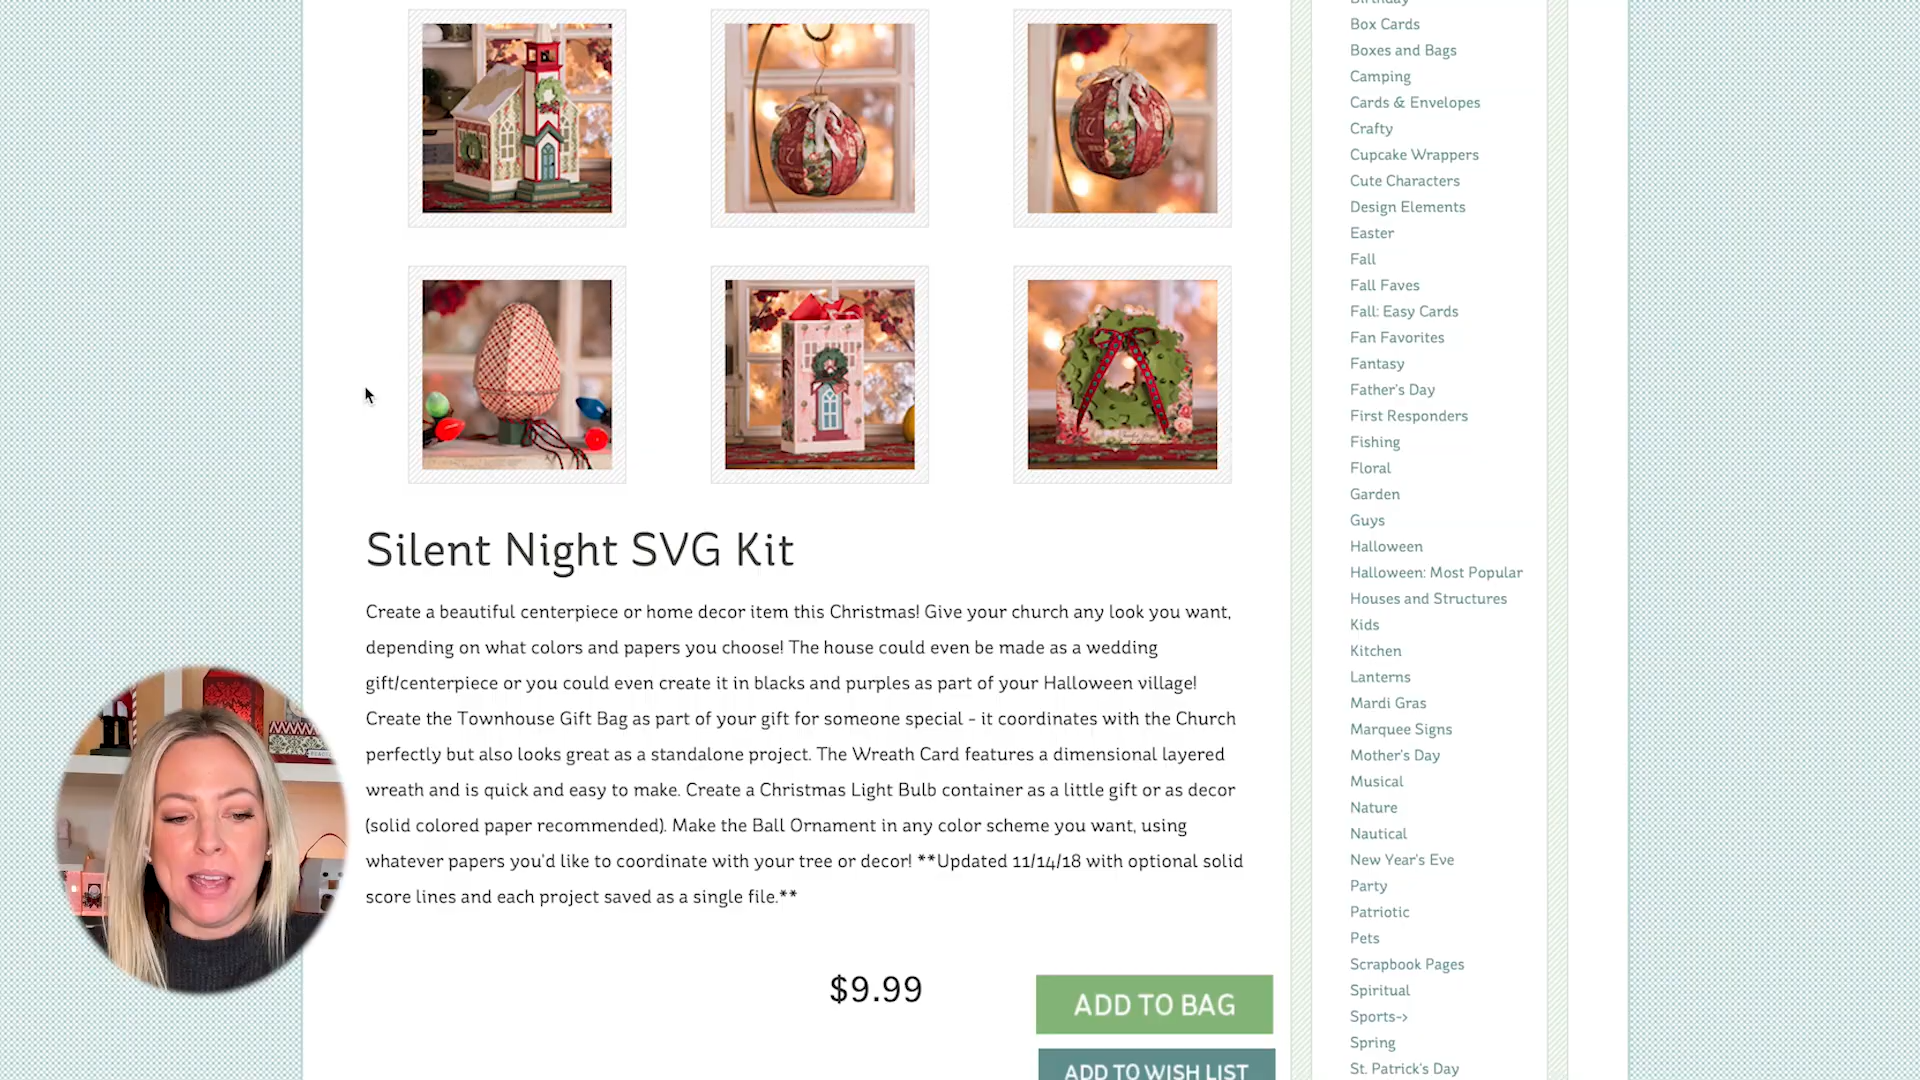 Silent Night SVG Kit
Create a beautiful centerpiece or home decor item this Christmas! Give your church any look you want,
depending on what colors and papers you choose! The house could even be made as a wedding
gift/centerpiece or you could even create it in blacks and purples as part of your Halloween village!
Create the Townhouse Gift Bag as part of your gift for someone special - it coordinates with the Church
perfectly but also looks great as a standalone project. The Wreath Card features a dimensional layered
wreath and is quick and easy to make. Create a Christmas Light Bulb container as a little gift or as decor
(solid colored paper recommended). Make the Ball Ornament in any color scheme you want, using
whatever papers you'd like to coordinate with your tree or decor! **Updated 11/14/18 with optional solid
score lines and each project saved as a single file.**
$9.99
ADD TO BAG
ADD TO WISH LIST
Birthday
Box Cards
Boxes and Bags
Camping
Cards & Envelopes
Crafty
Cupcake Wrappers
Cute Characters
Design Elements
Easter
Fall
Fall Faves
Fall: Easy Cards
Fan Favorites
Fantasy
Father's Day
First Responders
Fishing
Floral
Garden
Guys
Halloween
Halloween: Most Popular
Houses and Structures
Kids
Kitchen
Lanterns
Mardi Gras
Marquee Signs
Mother's Day
Musical
Nature
Nautical
New Year's Eve
Party
Patriotic
Pets
Scrapbook Pages
Spiritual
Sports->
Spring
St. Patrick's Day